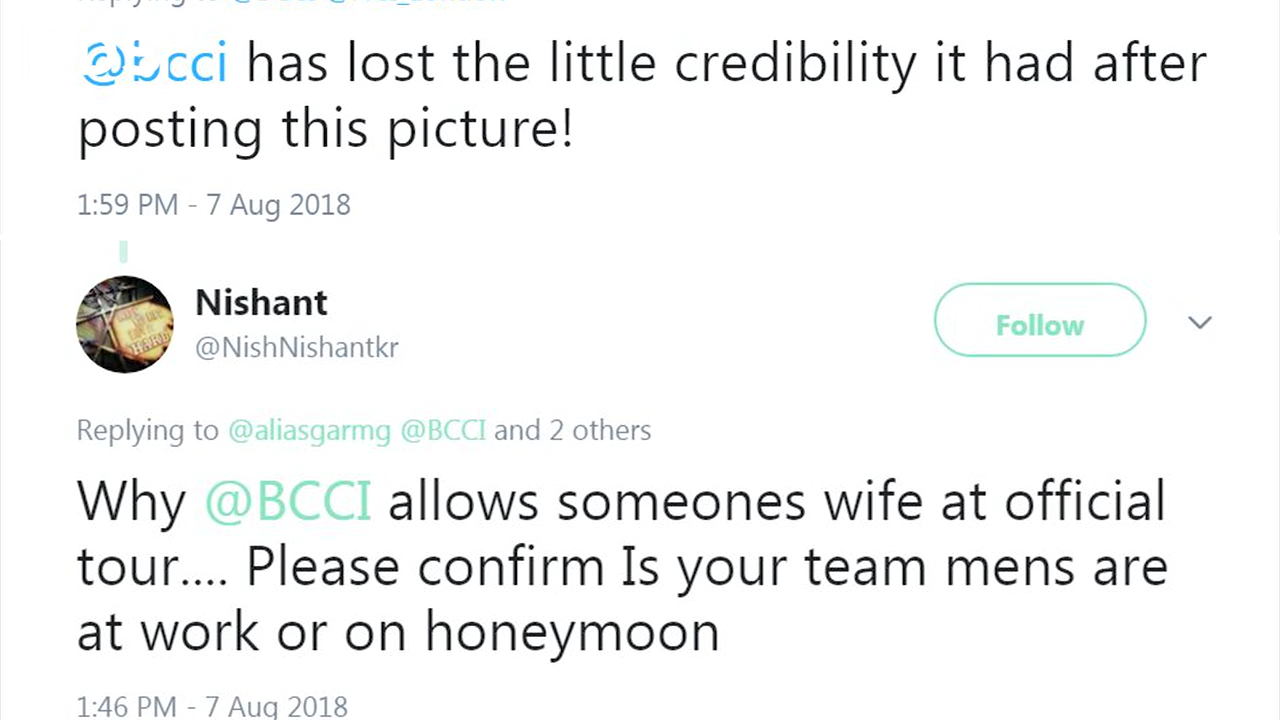 @bcci has lost the little credibility it had after
posting this picture!
1:59 PM - 7 Aug 2018
Nishant
@NishNishantkr
Follow
Replying to @aliasgarmg @BCCI and 2 others
Why @BCCI allows someones wife at official
tour.... Please confirm Is your team mens are
at work or on honeymoon
1:46 PM - 7 Aug 2018